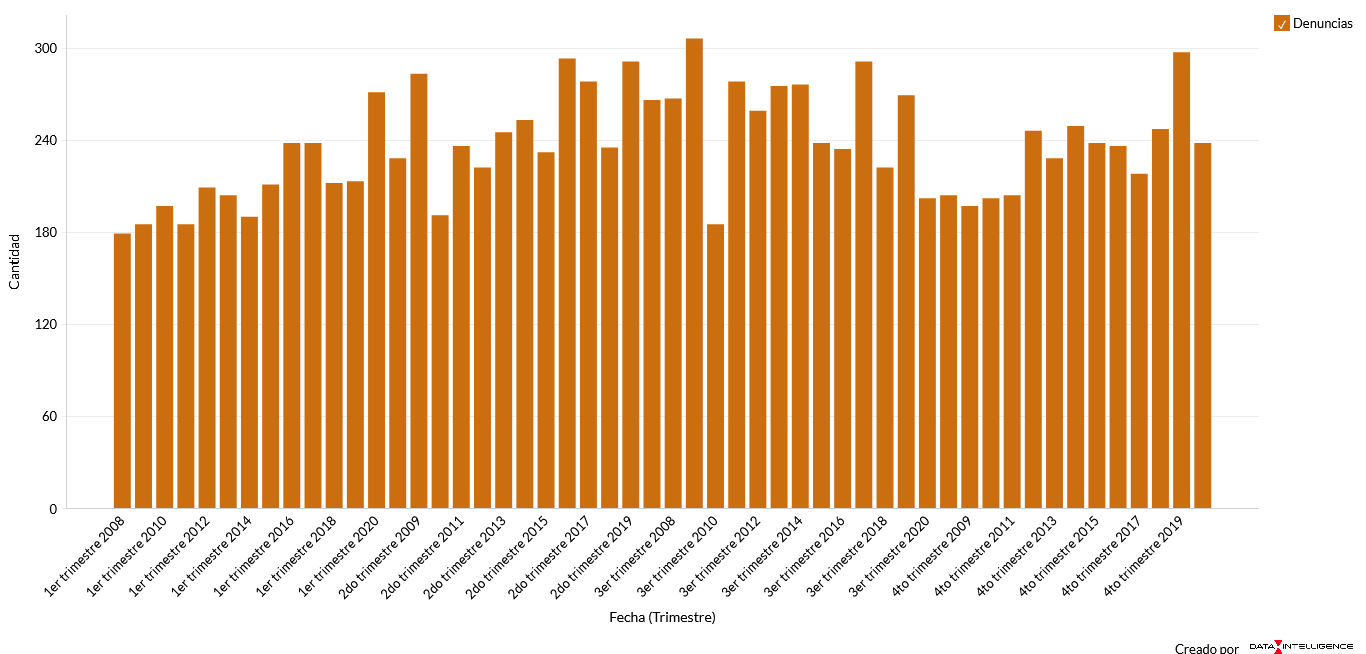 Denuncias
300
240
180
120
60
0
Cantidad
1er trimestre 2008
1er trimestre 2010
1er trimestre 2012
1er trimestre 2014
1er trimestre 2016
1er trimestre 2018
1er trimestre 2020
2do trimestre 2009
2do trimestre 2011
2do trimestre 2013
2do trimestre 2015
2do trimestre 2017
2do trimestre 2019
3er trimestre 2008
3er trimestre 2010
3er trimestre 2012
3er trimestre 2014
3er trimestre 2016
3er trimestre 2018
3er trimestre 2020
4to trimestre 2009
4to trimestre 2011
4to trimestre 2013
4to trimestre 2015
4to trimestre 2017
4to trimestre 2019
Fecha (Trimestre)
Creado por DATA INTELLIGENCE